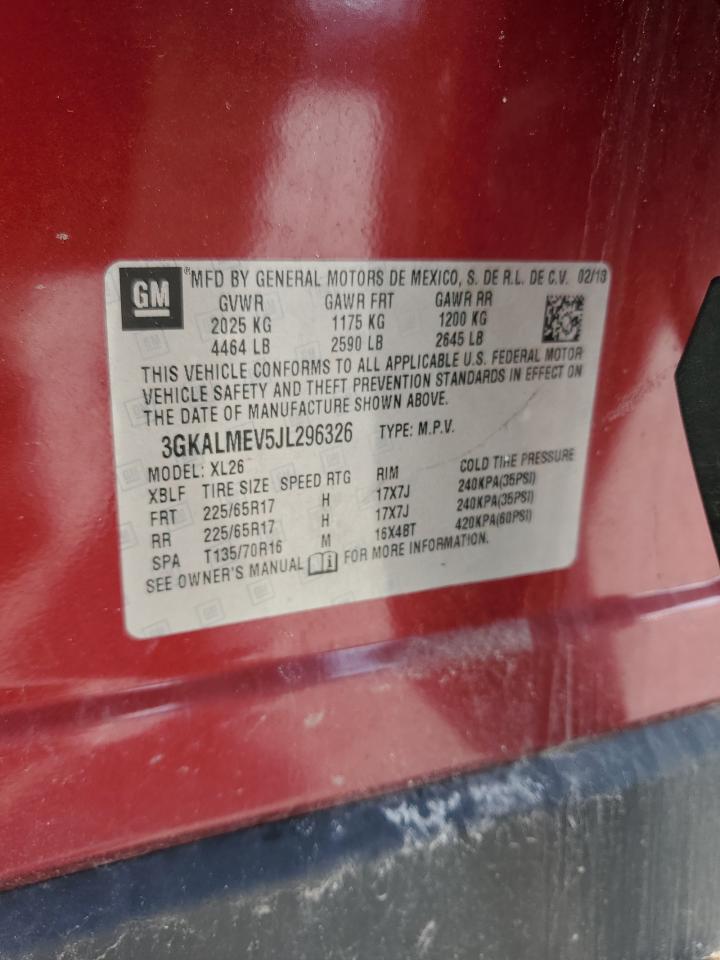 GM ® MFD BY GENERAL MOTORS DE MEXICO, S. DE R.L. DE C.V. 02/18
GVWR GAWR FRT GAWR RR
2025 KG 1175 KG 1200 KG
4464 LB 2590 LB 2645 LB
THIS VEHICLE CONFORMS TO ALL APPLICABLE U.S. FEDERAL MOTOR
VEHICLE SAFETY AND THEFT PREVENTION STANDARDS IN EFFECT ON
THE DATE OF MANUFACTURE SHOWN ABOVE.
3GKALMEV5JL296326 TYPE: M.P.V.
MODEL: XL26
XBLF TIRE SIZE SPEED RTG RIM COLD TIRE PRESSURE
FRT 225/65R17 H 17X7J 240KPA(35PSI)
RR 225/65R17 H 17X7J 240KPA(35PSI)
SPA T135/70R16 M 16X4BT 420KPA(60PSI)
SEE OWNER'S MANUAL i FOR MORE INFORMATION.